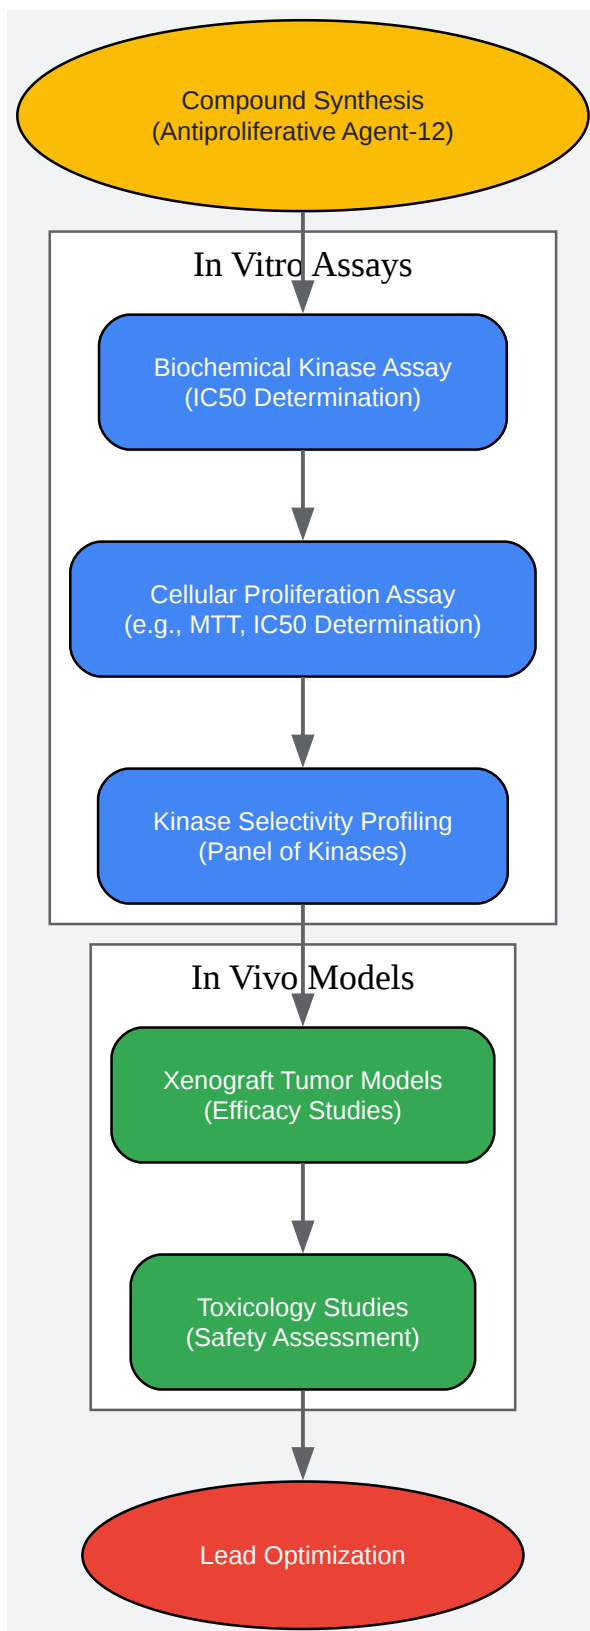 Compound Synthesis
(Antiproliferative Agent-12)
In Vitro Assays
Biochemical Kinase Assay
(IC50 Determination)
Cellular Proliferation Assay
(e.g., MTT, IC50 Determination)
Kinase Selectivity Profiling
(Panel of Kinases)
In Vivo Models
Xenograft Tumor Models
(Efficacy Studies)
Toxicology Studies
(Safety Assessment)
Lead Optimization